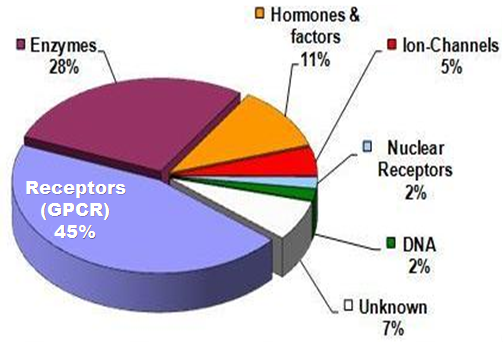 Hormones &
factors
11%
Enzymes
28%
Ion-Channels
5%
Nuclear
Receptors
2%
Receptors
(GPCR)
45%
DNA
2%
Unknown
7%